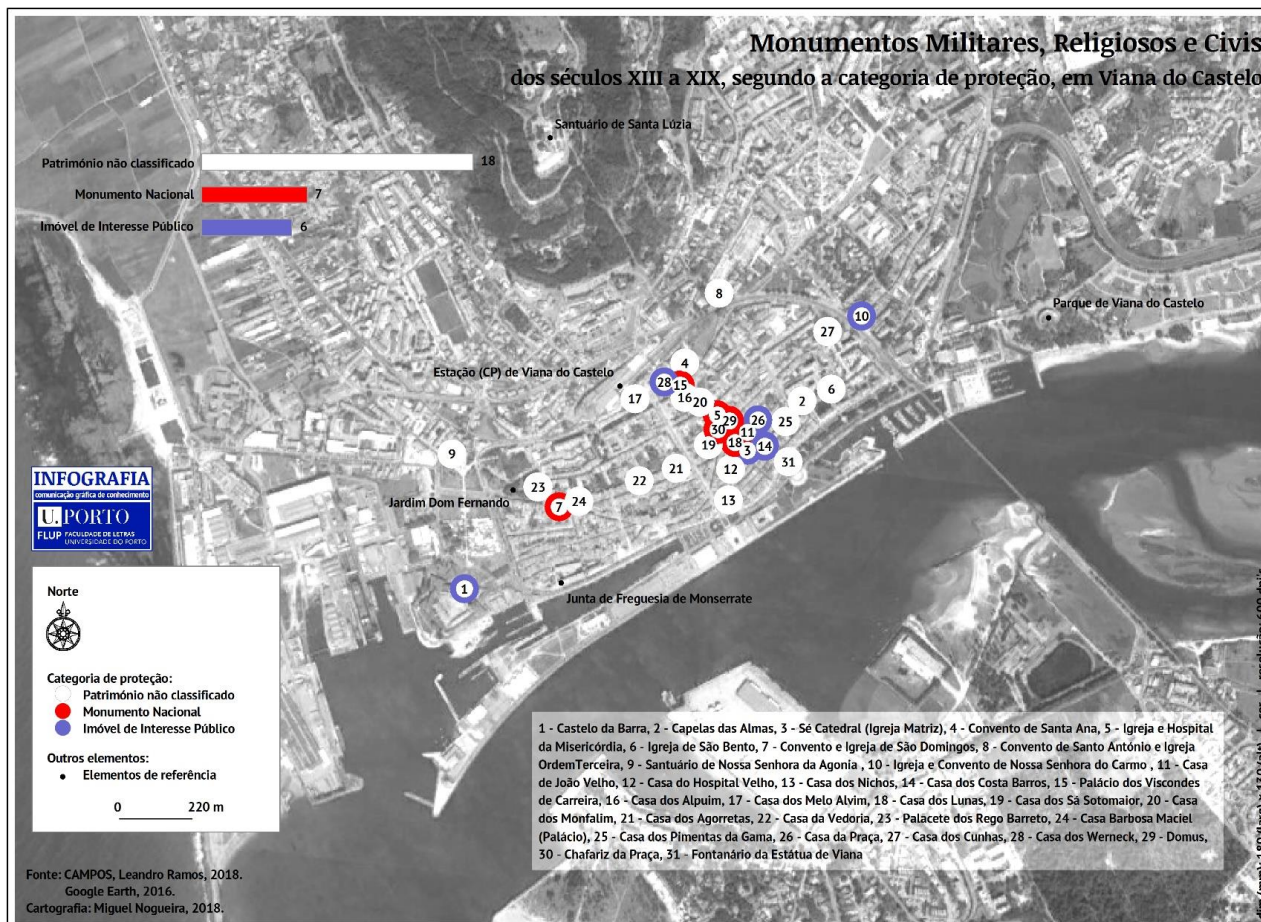 Monumentos Militares, Religiosos e Civis
dos séculos XIII a XIX, segundo a categoria de proteção, em Viana do Castelo
Santuário de Santa Lúzia
Património não classificado
18
Monumento Nacional
7
Imóvel de Interesse Público
6
8
10
Parque de Viana do Castelo
27
4
Estação (CP) de Viana do Castelo
28
15
16
20
17
6
2
5
29
26
25
30
11
18
19
3
14
9
12
31
21
22
13
23
Jardim Dom Fernando
24
7
1
Junta de Freguesia de Monserrate
INFOGRAFIA
comunicação gráfica de conhecimento
U. PORTO
FLUP FACULDADE DE LETRAS
UNIVERSIDADE DO PORTO
Norte
Categoria de proteção:
Património não classificado
Monumento Nacional
Imóvel de Interesse Público
Outros elementos:
Elementos de referência
0 220 m
1 - Castelo da Barra, 2 - Capelas das Almas, 3 - Sé Catedral (Igreja Matriz), 4 - Convento de Santa Ana, 5 - Igreja e Hospital
da Misericórdia, 6 - Igreja de São Bento, 7 - Convento e Igreja de São Domingos, 8 - Convento de Santo António e Igreja
OrdemTerceira, 9 - Santuário de Nossa Senhora da Agonia , 10 - Igreja e Convento de Nossa Senhora do Carmo , 11 - Casa
de João Velho, 12 - Casa do Hospital Velho, 13 - Casa dos Nichos, 14 - Casa dos Costa Barros, 15 - Palácio dos Viscondes
de Carreira, 16 - Casa dos Alpuim, 17 - Casa dos Melo Alvim, 18 - Casa dos Lunas, 19 - Casa dos Sá Sotomaior, 20 - Casa
dos Monfalim, 21 - Casa dos Agorretas, 22 - Casa da Vedoria, 23 - Palacete dos Rego Barreto, 24 - Casa Barbosa Maciel
(Palácio), 25 - Casa dos Pimentas da Gama, 26 - Casa da Praça, 27 - Casa dos Cunhas, 28 - Casa dos Werneck, 29 - Domus,
30 - Chafariz da Praça, 31 - Fontanário da Estátua de Viana
Fonte: CAMPOS, Leandro Ramos, 2018.
Google Earth, 2016.
Cartografia: Miguel Nogueira, 2018.